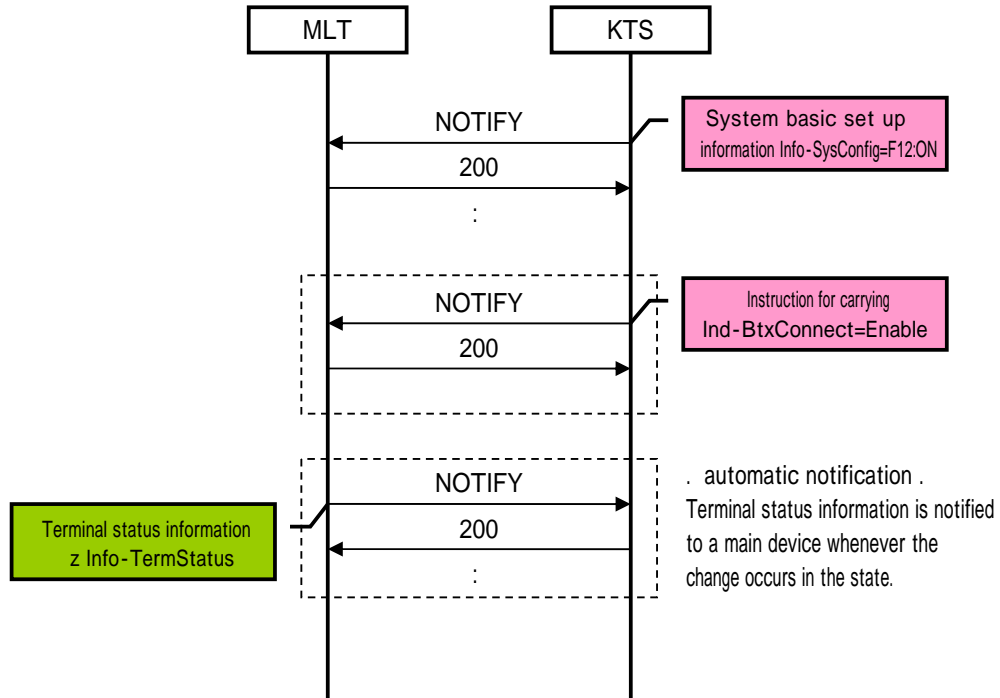 MLT
KTS
NOTIFY
System basic set up
information Info-SysConfig=F12:ON
200
:
NOTIFY
Instruction for carrying
Ind-BtxConnect=Enable
200
NOTIFY
. automatic notification .
Terminal status information is notified
to a main device whenever the
change occurs in the state.
Terminal status information
z Info-TermStatus
200
: